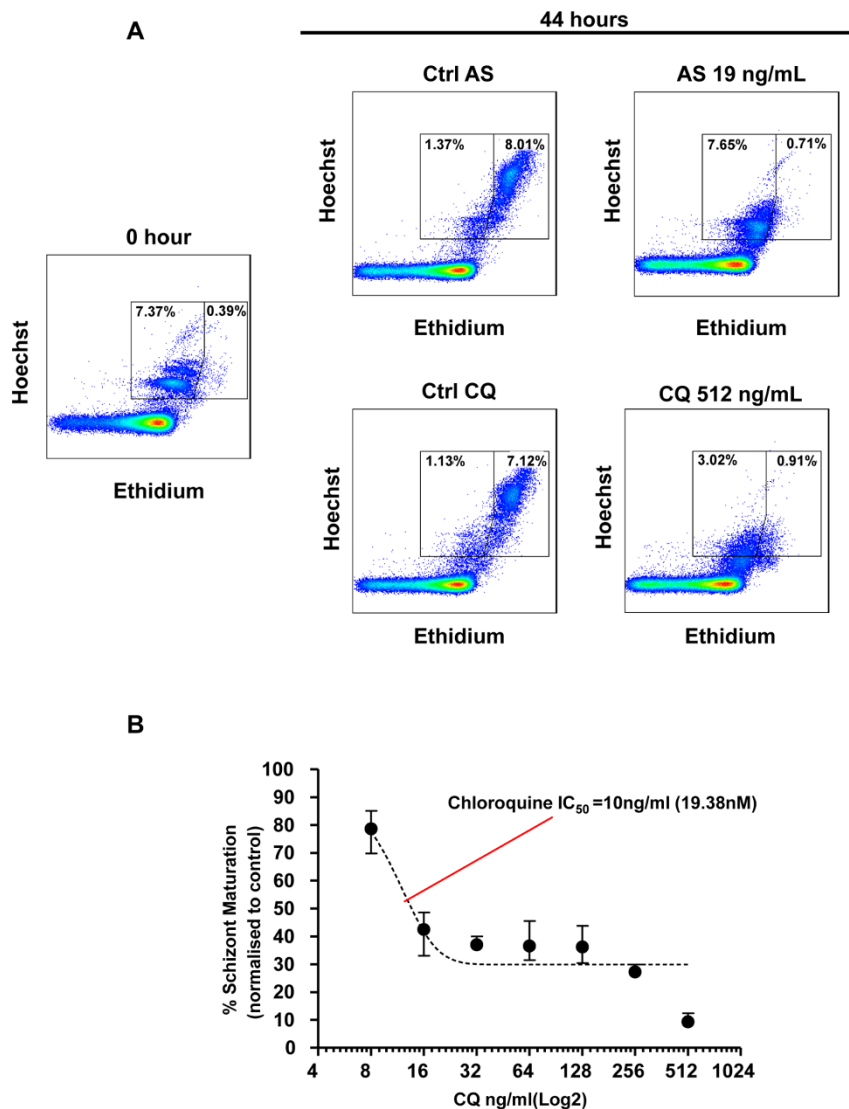 A
44 hours
Ctrl AS
AS 19 ng/mL
Hoechst
1.37%
8.01%
Hoechst
7.65%
0.71%
Ethidium
Ethidium
0 hour
Hoechst
7.37%
0.39%
Ethidium
Ctrl CQ
CQ 512 ng/mL
Hoechst
1.13%
7.12%
Hoechst
3.02%
0.91%
Ethidium
Ethidium
B
% Schizont Maturation
(normalised to control)
100
90
80
70
60
50
40
30
20
10
0
Chloroquine IC50 =10ng/ml (19.38nM)
4 8 16 32 64 128 256 512 1024
CQ ng/ml(Log2)